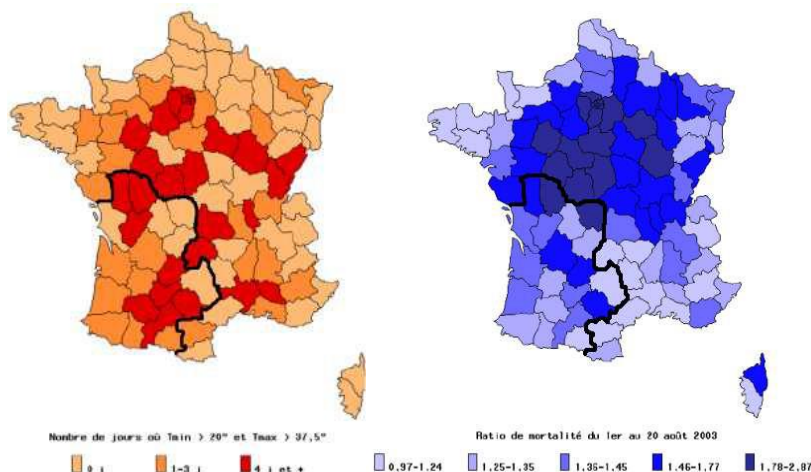 Nombre de jours où Tmin > 20° et Tmax > 37,5°
0 j
1-3 j
4 j et +
Ratio de mortalité du 1er au 20 août 2003
0.97-1.24
1.25-1.35
1.36-1.45
1.46-1.77
1.78-2.87